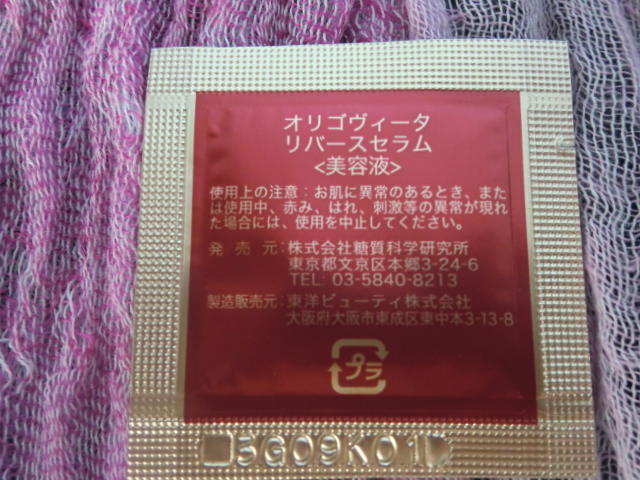 オリゴヴィータ
リバースセラム
<美容液>
使用上の注意：お肌に異常のあるとき、また
は使用中、赤み、はれ、刺激等の異常が現れ
た場合には、使用を中止してください。
発 売 元：株式会社糖質科学研究所
東京都文京区本郷3-24-6
TEL: 03-5840-8213
製造販売元：東洋ビューティ株式会社
大阪府大阪市東成区東中本3-13-8
プラ
5G09K01